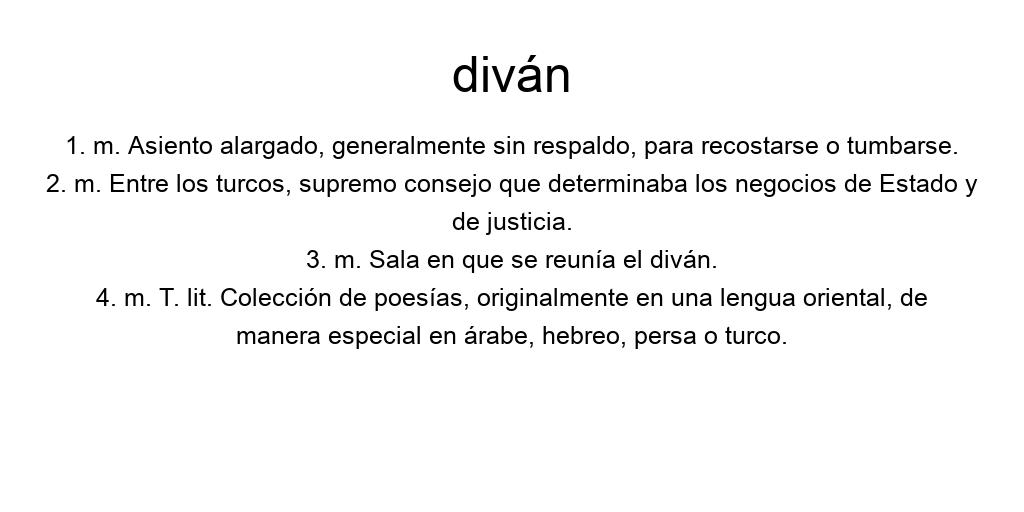 diván
1. m. Asiento alargado, generalmente sin respaldo, para recostarse o tumbarse.
2. m. Entre los turcos, supremo consejo que determinaba los negocios de Estado y
de justicia.
3. m. Sala en que se reunía el diván.
4. m. T. lit. Colección de poesías, originalmente en una lengua oriental, de
manera especial en árabe, hebreo, persa o turco.